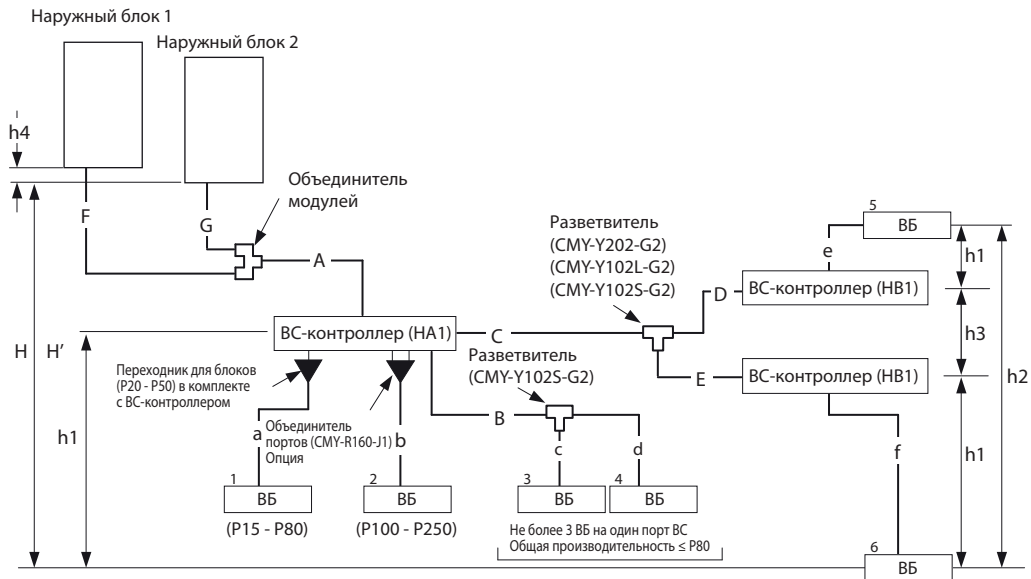 Наружный блок 1
Наружный блок 2
h4
F
G
Объединитель
модулей
A
Разветвитель
(CMY-Y202-G2)
(CMY-Y102L-G2)
(CMY-Y102S-G2)
5
ВБ
e
h1
D
ВС-контроллер (HB1)
H
H’
ВС-контроллер (HA1)
C
h3
h2
Разветвитель
(CMY-Y102S-G2)
E
ВС-контроллер (HB1)
Переходник для блоков
(P20 - P50) в комплекте
с ВС-контроллером
B
h1
a
Объединитель
портов (CMY-R160-J1)
Опция
b
c
d
f
h1
1
ВБ
(P15 - P80)
2
ВБ
(P100 - P250)
3
ВБ
4
ВБ
Не более 3 ВБ на один порт ВС
Общая производительность ≤ P80
6
ВБ